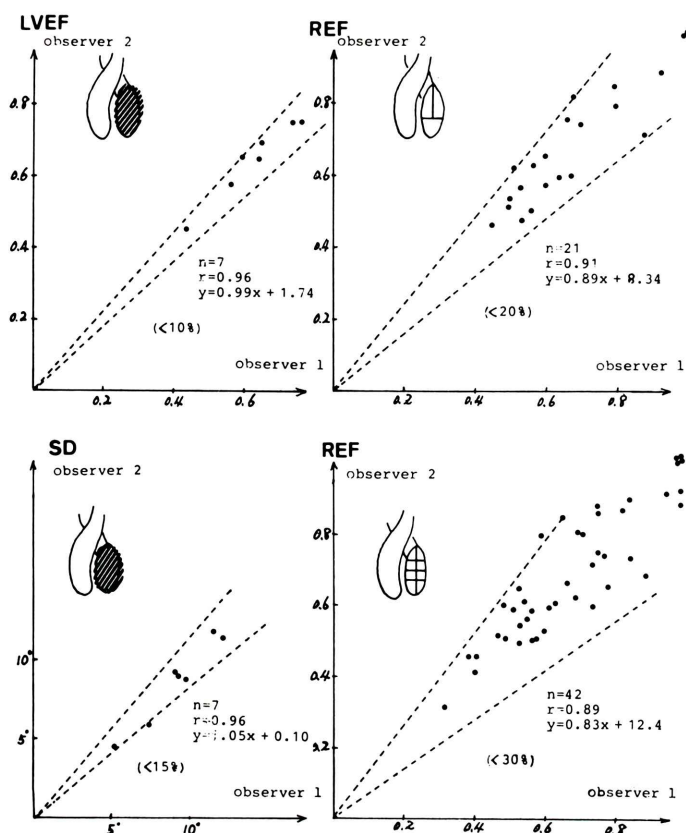 LVEF
observer 2
0.8
0.6
0.4
0.2
n=7
r=0.96
y=0.99x + 1.74
(<10%)
observer 1
0.2
0.4
0.6
REF
observer 2
0.8
0.6
0.4
0.2
n=21
r=0.91
y=0.89x + 8.34
(<20%)
observer 1
0.2
0.4
0.6
0.8
SD
observer 2
10°
5°
n=7
r=0.96
y=1.05x + 0.10
(<15%)
observer 1
5°
10°
REF
observer 2
0.8
0.6
0.4
0.2
n=42
r=0.89
y=0.83x + 12.4
(<30%)
observer 1
0.2
0.4
0.6
0.8